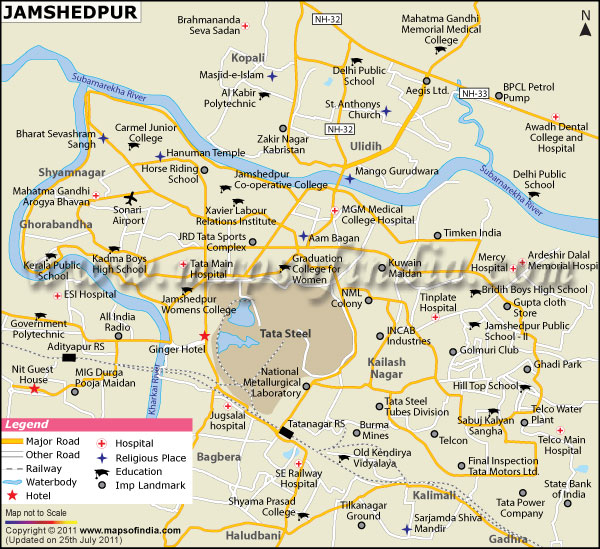 JAMSHEDPUR
Brahmananda
Seva Sadan
NH-32
Mahatma Gandhi
Memorial Medical
College
N
Kopali
Masjid-e-Islam
Delhi Public
School
Subarnarekha River
Al Kabir
Polytechnic
Aegis Ltd.
NH-33
BPCL Petrol
Pump
St. Anthonys
Church
Bharat Sevashram
Sangh
Carmel Junior
College
NH-32
Zakir Nagar
Kabristan
Ulidih
Awadh Dental
College and
Hospital
Hanuman Temple
Shyamnagar
Horse Riding
School
Jamshedpur
Co-operative College
Mango Gurudwara
Subarnarekha River
Delhi Public
School
Mahatma Gandhi
Arogya Bhavan
Sonari
Airport
Xavier Labour
Relations Institute
MGM Medical
College Hospital
Ghorabandha
JRD Tata Sports
Complex
Aam Bagan
Timken India
Kerala Public
School
Kadma Boys
High School
Tata Main
Hospital
Graduation
College for
Women
Kuwain
Maidan
Mercy
Hospital
Ardeshir Dalal
Memorial Hospi
www.mapsofindia.com
ESI Hospital
Jamshedpur
Womens College
NML
Colony
Tinplate
Hospital
Bridih Boys High School
Gupta cloth
Store
Government
Polytechnic
All India
Radio
Tata Steel
INCAB
Industries
Jamshedpur Public
School - II
Adityapur RS
Ginger Hotel
Golmuri Club
Kailash
Nagar
Ghadi Park
Nit Guest
House
MIG Durga
Pooja Maidan
Kharkai River
National
Metallurgical
Laboratory
Hill Top School
Jugsalai
hospital
Tata Steel
Tubes Division
Sabuj Kalyan
Sangha
Telco Water
Plant
Tatanagar RS
Burma
Mines
Telcon
Telco Main
Hospital
Legend
Major Road
Other Road
Railway
Waterbody
Hotel
Hospital
Religious Place
Education
Imp Landmark
Bagbera
Old Kendirya
Vidyalaya
SE Railway
Hospital
Final Inspection
Tata Motors Ltd.
State Bank
of India
Kalimali
Shyama Prasad
College
Tilkanagar
Ground
Tata Power
Company
Sarjamda Shiva
Mandir
Haludbani
Gadhra
Map not to Scale
Copyright © 2011 www.mapsofindia.com
(Updated on 25th July 2011)